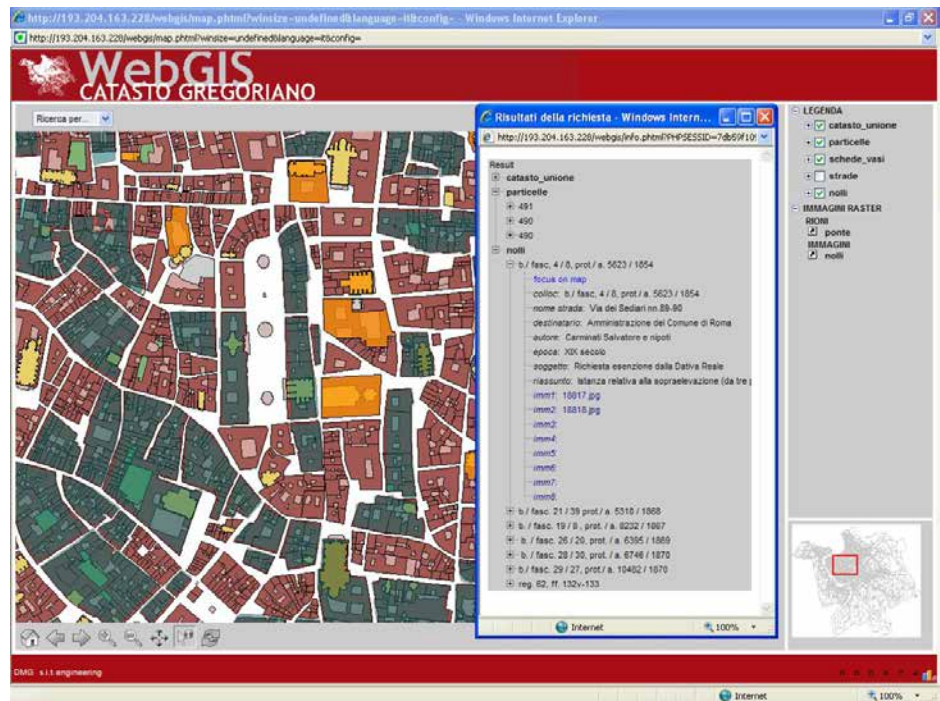 http://193.204.163.228/webgis/map.phtml?winsize=undefined&language=it&config= - Windows Internet Explorer
http://193.204.163.228/webgis/map.phtml?winsize=undefined&language=it&config=
WebGIS
CATASTO GREGORIANO
Ricerca per...
Risultati della richiesta - Windows Intern...
http://193.204.163.228/webgis/info.phtml?PHPSESSID=7db59f10
Result
catasto_unione
particelle
491
490
490
nolli
b./ fasc. 4 / 8, prot./ a. 5623 / 1854
focus on map
colloc: b./ fasc. 4 / 8, prot./ a. 5623 / 1854
nome strada: Via dei Sediari nn.89-90
destinatario: Amministrazione del Comune di Roma
autore: Carminati Salvatore e nipoti
epoca: XIX secolo
soggetto: Richiesta esenzione dalla Dativa Reale
riassunto: Istanza relativa alla sopraelevazione (da tre p
imm1: 18817.jpg
imm2: 18818.jpg
imm3:
imm4:
imm5:
imm6:
imm7:
imm8:
b./ fasc. 21 / 39 prot./ a. 5310 / 1868
b. / fasc. 19 / 8 , prot. / a. 8232 / 1867
b. / fasc. 26 / 20, prot. / a. 6395 / 1869
b. / fasc. 28 / 30, prot. / a. 6746 / 1870
b./ fasc. 29 / 27, prot./ a. 10482 / 1870
reg. 62, ff. 132v-133
Internet
100%
LEGENDA
catasto_unione
particelle
schede_vasi
strade
nolli
IMMAGINI RASTER
RIONI
ponte
IMMAGINI
nolli
DMG s.i.t engineering
Internet
100%